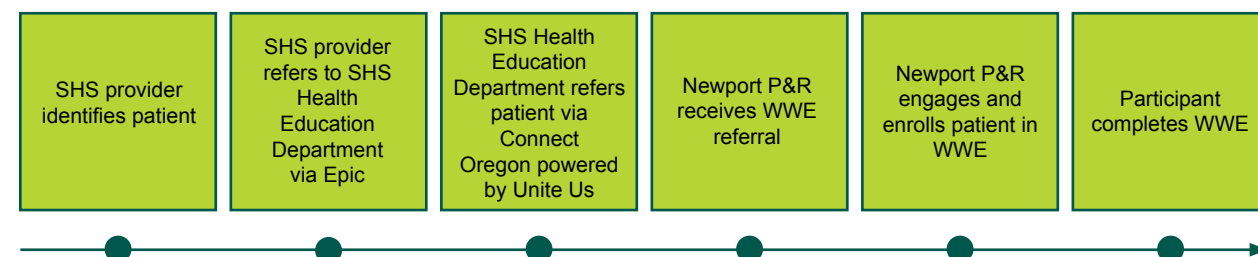 SHS provider
identifies patient
SHS provider
refers to SHS
Health
Education
Department
via Epic
SHS Health
Education
Department refers
patient via
Connect
Oregon powered
by Unite Us
Newport P&R
receives WWE
referral
Newport P&R
engages and
enrolls patient in
WWE
Participant
completes WWE